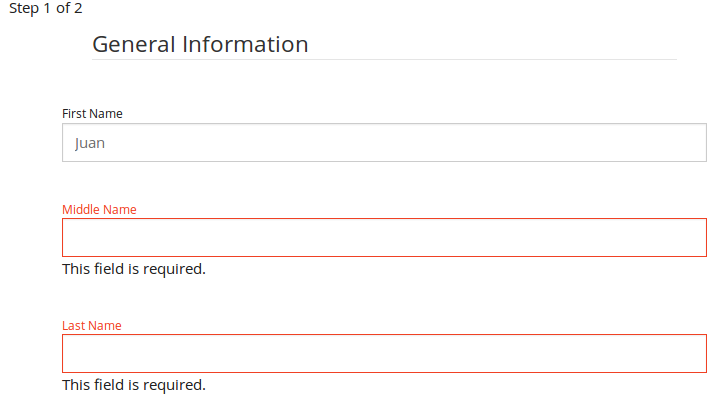 Step 1 of 2
General Information
First Name
Juan
Middle Name
This field is required.
Last Name
This field is required.